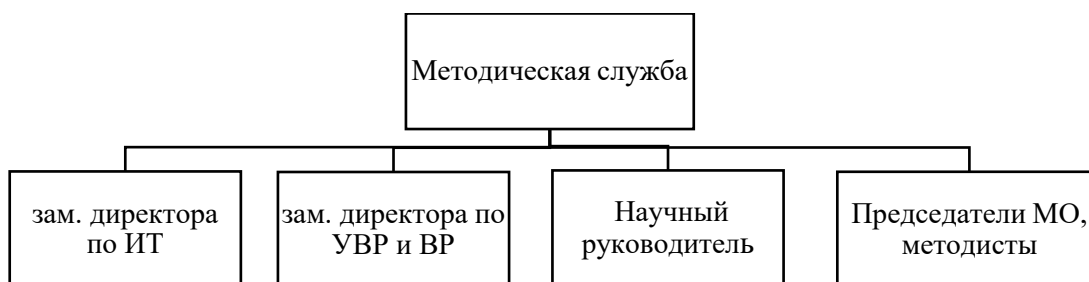 Методическая служба
зам. директора
по ИТ
зам. директора по
УВР и ВР
Научный
руководитель
Председатели МО,
методисты